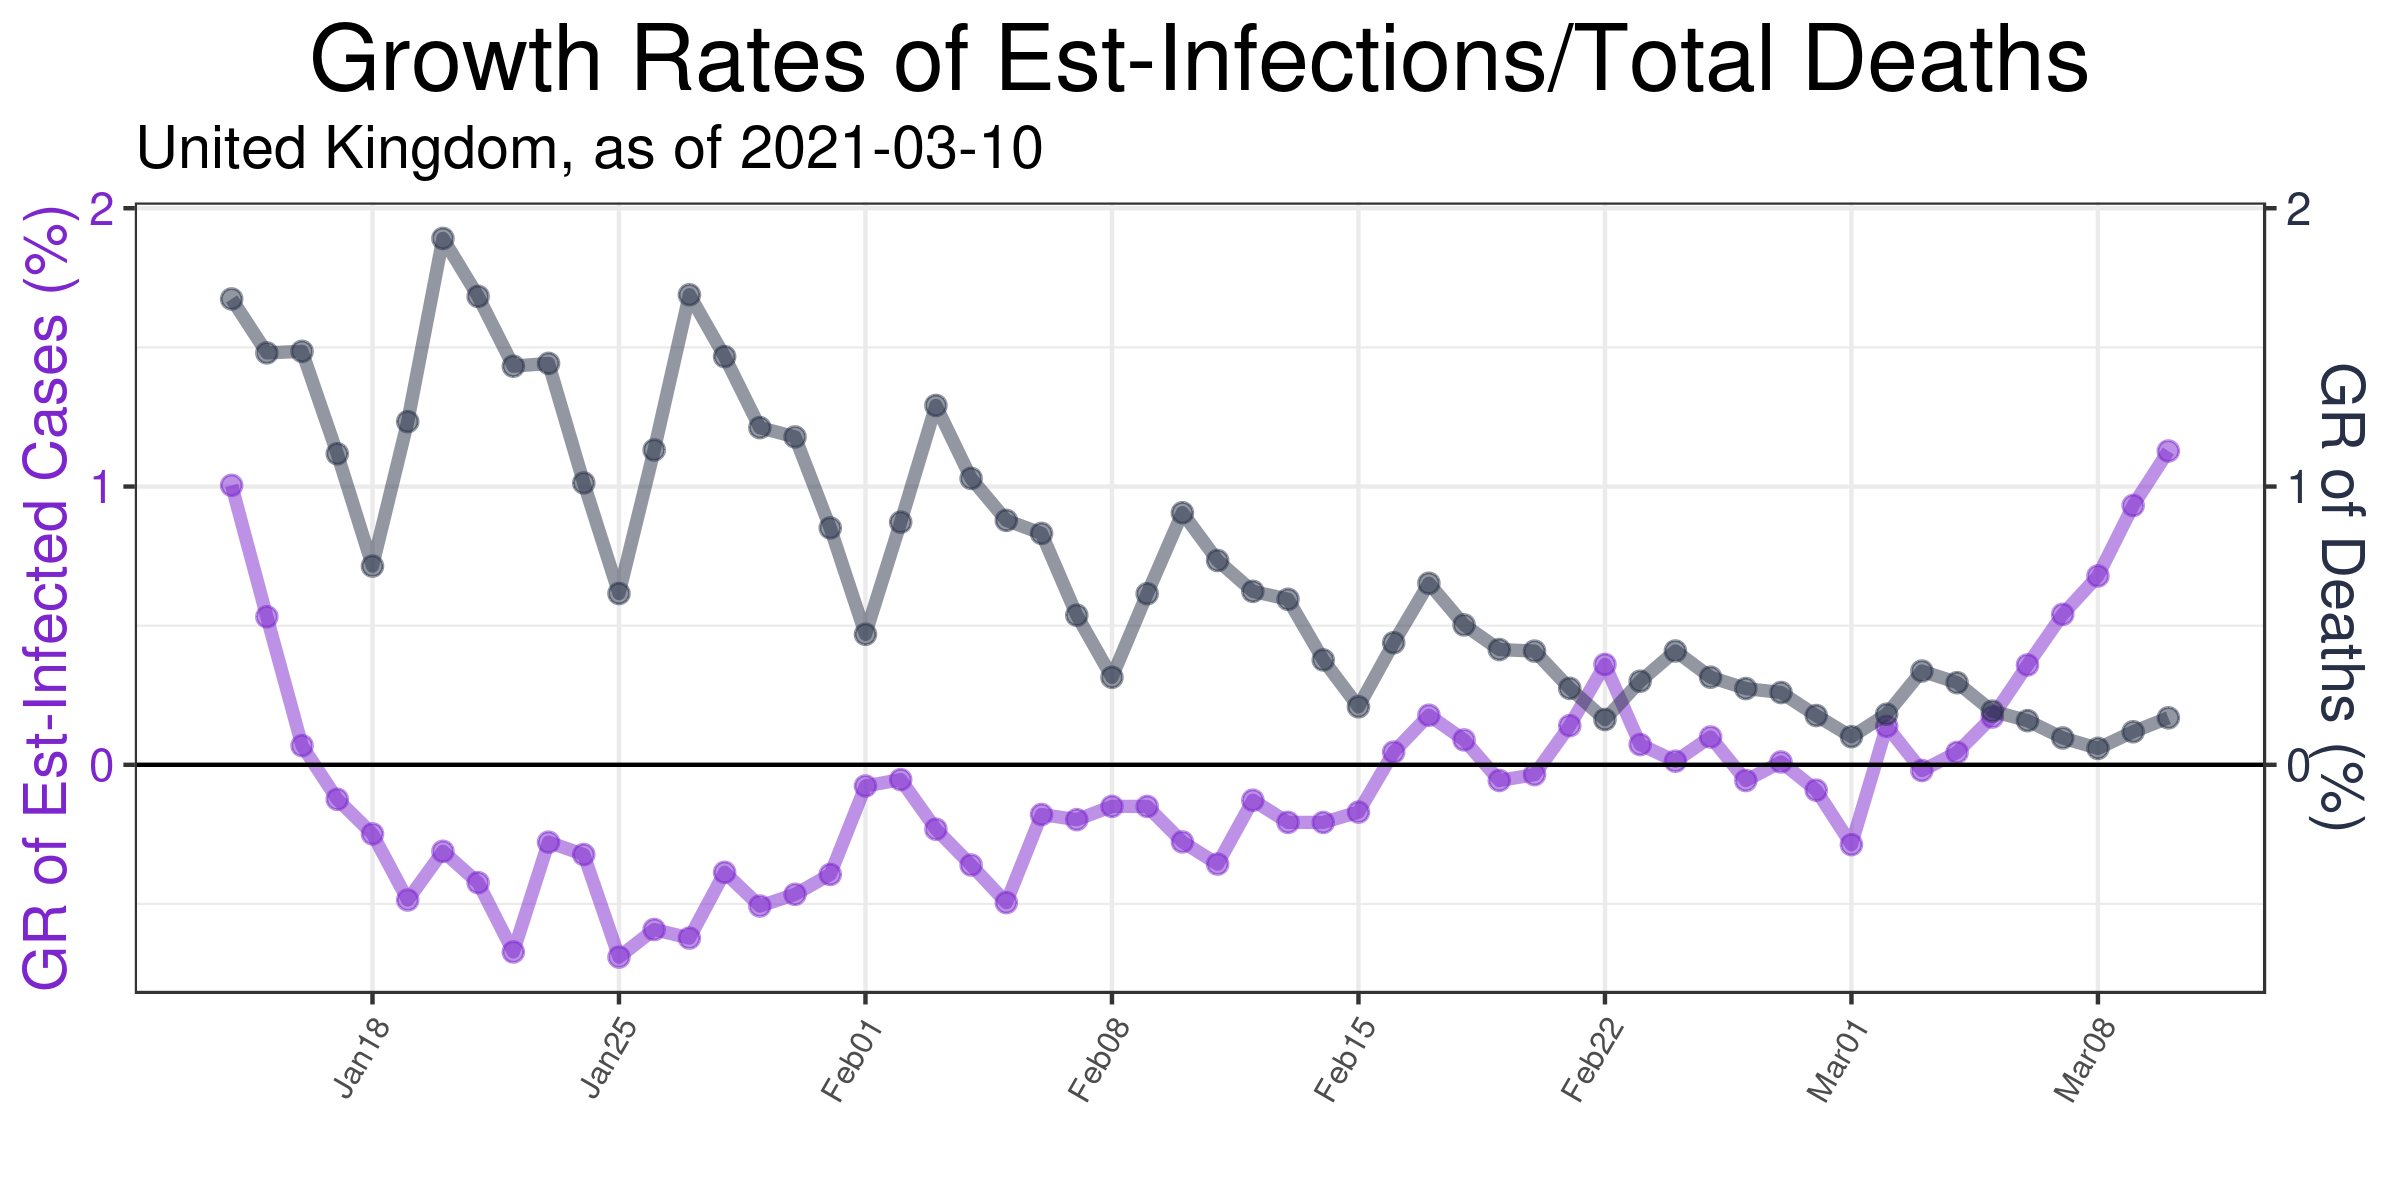 Growth Rates of Est-Infections/Total Deaths
United Kingdom, as of 2021-03-10
GR of Est-Infected Cases (%)
2
1
0
2
1
0
GR of Deaths (%)
Jan18
Jan25
Feb01
Feb08
Feb15
Feb22
Mar01
Mar08